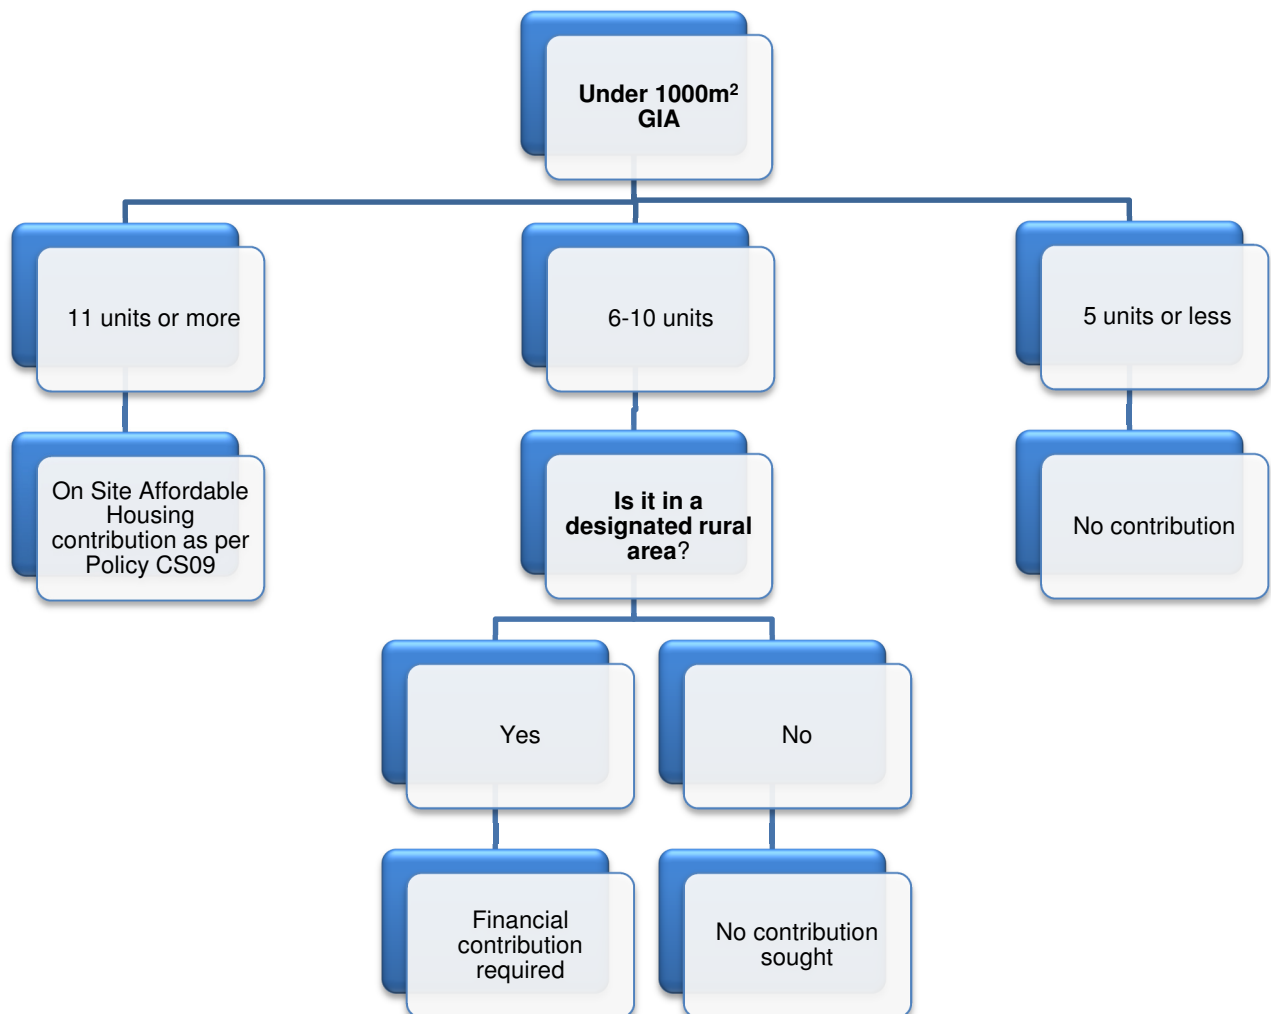 Under 1000m²
GIA
11 units or more
6-10 units
5 units or less
On Site Affordable
Housing
contribution as per
Policy CS09
Is it in a
designated rural
area?
No contribution
Yes
No
Financial
contribution
required
No contribution
sought